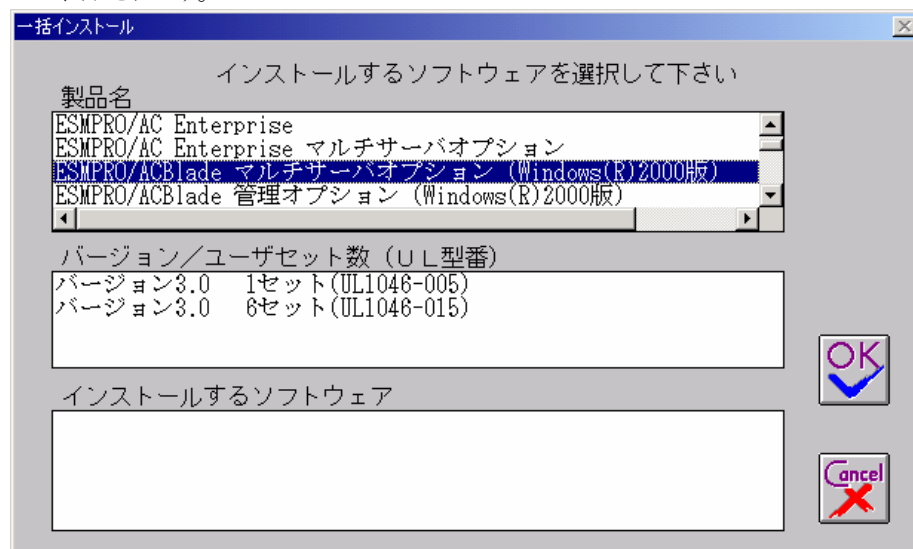 一括インストール
インストールするソフトウェアを選択して下さい
製品名
ESMPRO/AC Enterprise
ESMPRO/AC Enterprise マルチサーバオプション
ESMPRO/ACBlade マルチサーバオプション (Windows(R)2000版)
ESMPRO/ACBlade 管理オプション (Windows(R)2000版)
バージョン／ユーザセット数（ＵＬ型番）
バージョン3.0 1セット(UL1046-005)
バージョン3.0 6セット(UL1046-015)
OK
インストールするソフトウェア
Cancel